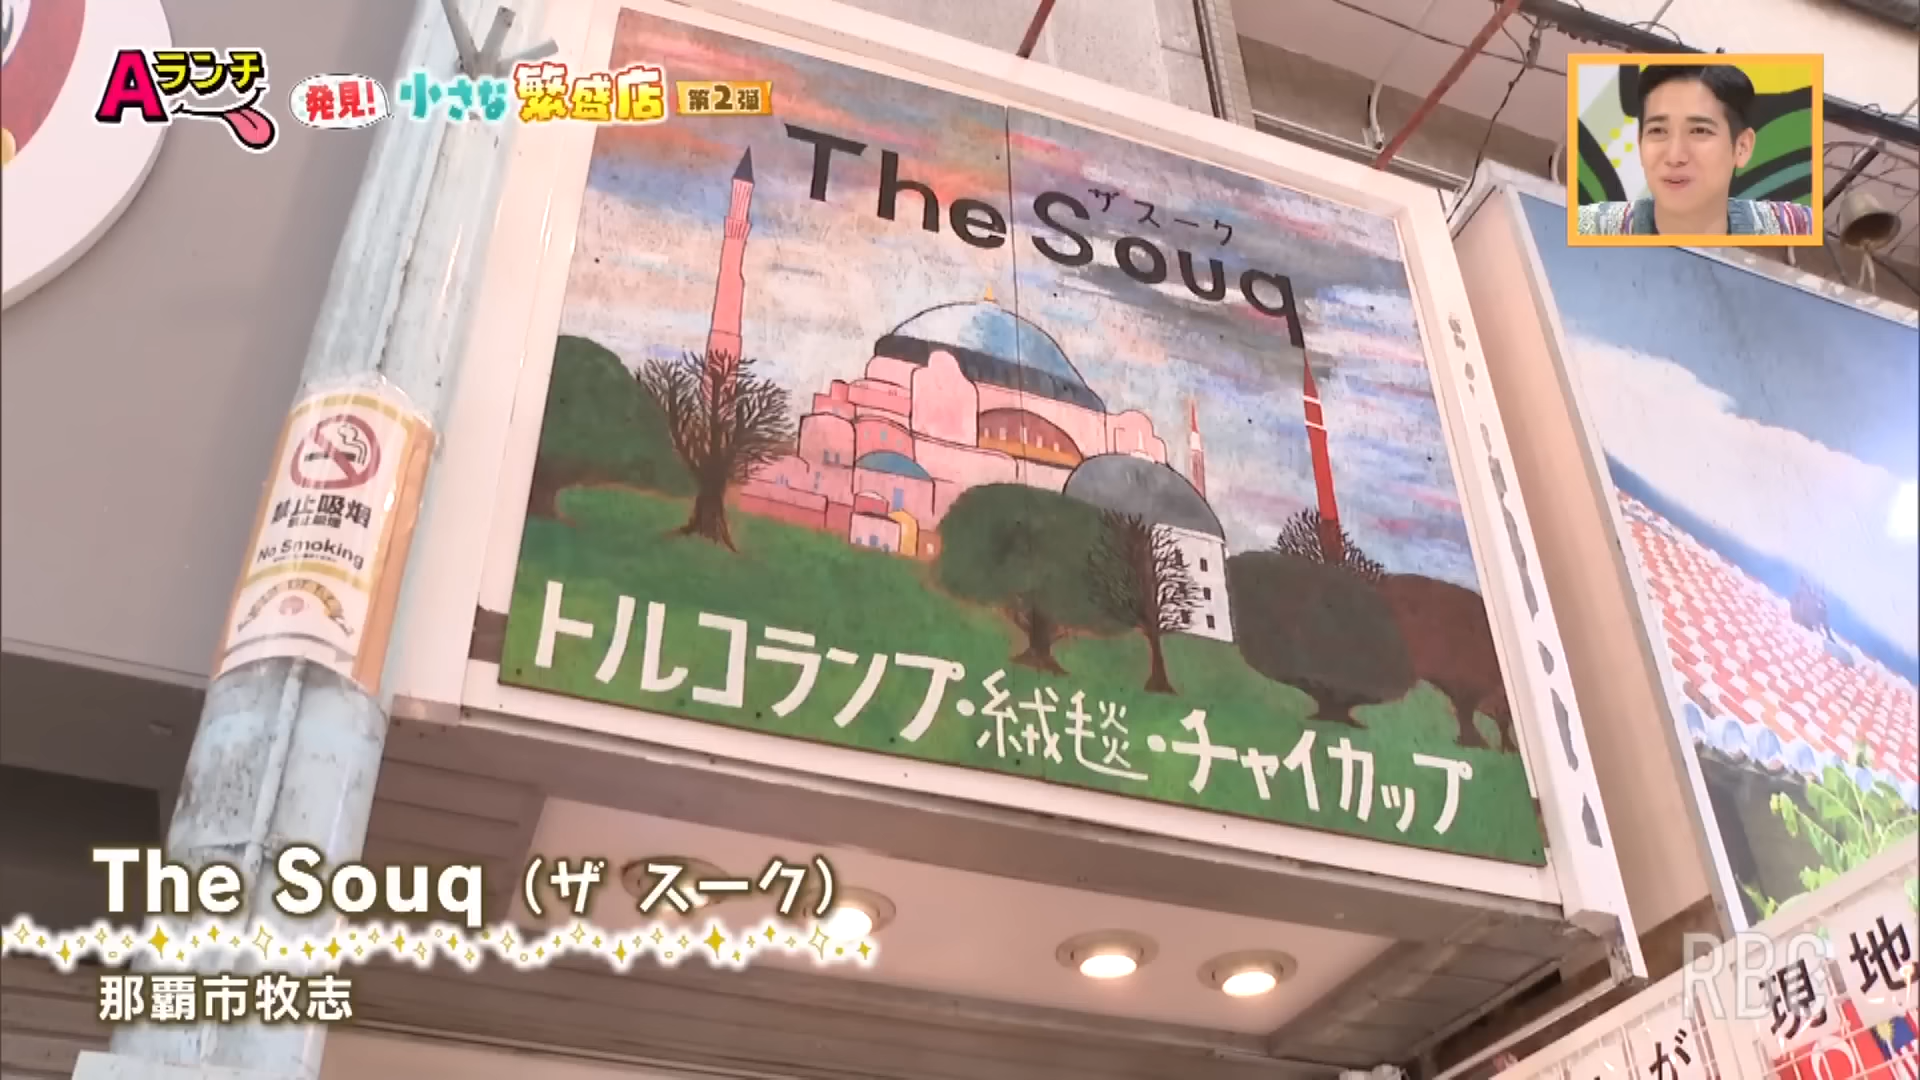 Aランチ
発見!小さな繁盛店 第2弾
The Souq
ザ スーク
トルコランプ・絨毯・チャイカップ
禁止吸烟
No Smoking
The Souq(ザ スーク)
那覇市牧志
RBC
現地
が